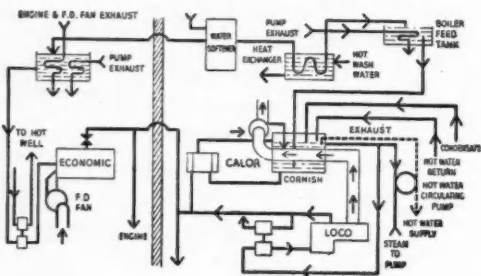 ENGINE & F.D. FAN EXHAUST
PUMP
EXHAUST
WATER
SOFTENER
PUMP
EXHAUST
HEAT
EXCHANGER
HOT
WASH
WATER
BOILER
FEED
TANK
TO HOT
WELL
ECONOMIC
F.D
FAN
ENGINE
CALOR
CORNISH
EXHAUST
LOCO
CONDENSATE
HOT WATER
RETURN
HOT WATER
CIRCULATING
PUMP
HOT WATER
SUPPLY
STEAM
TO
PUMP